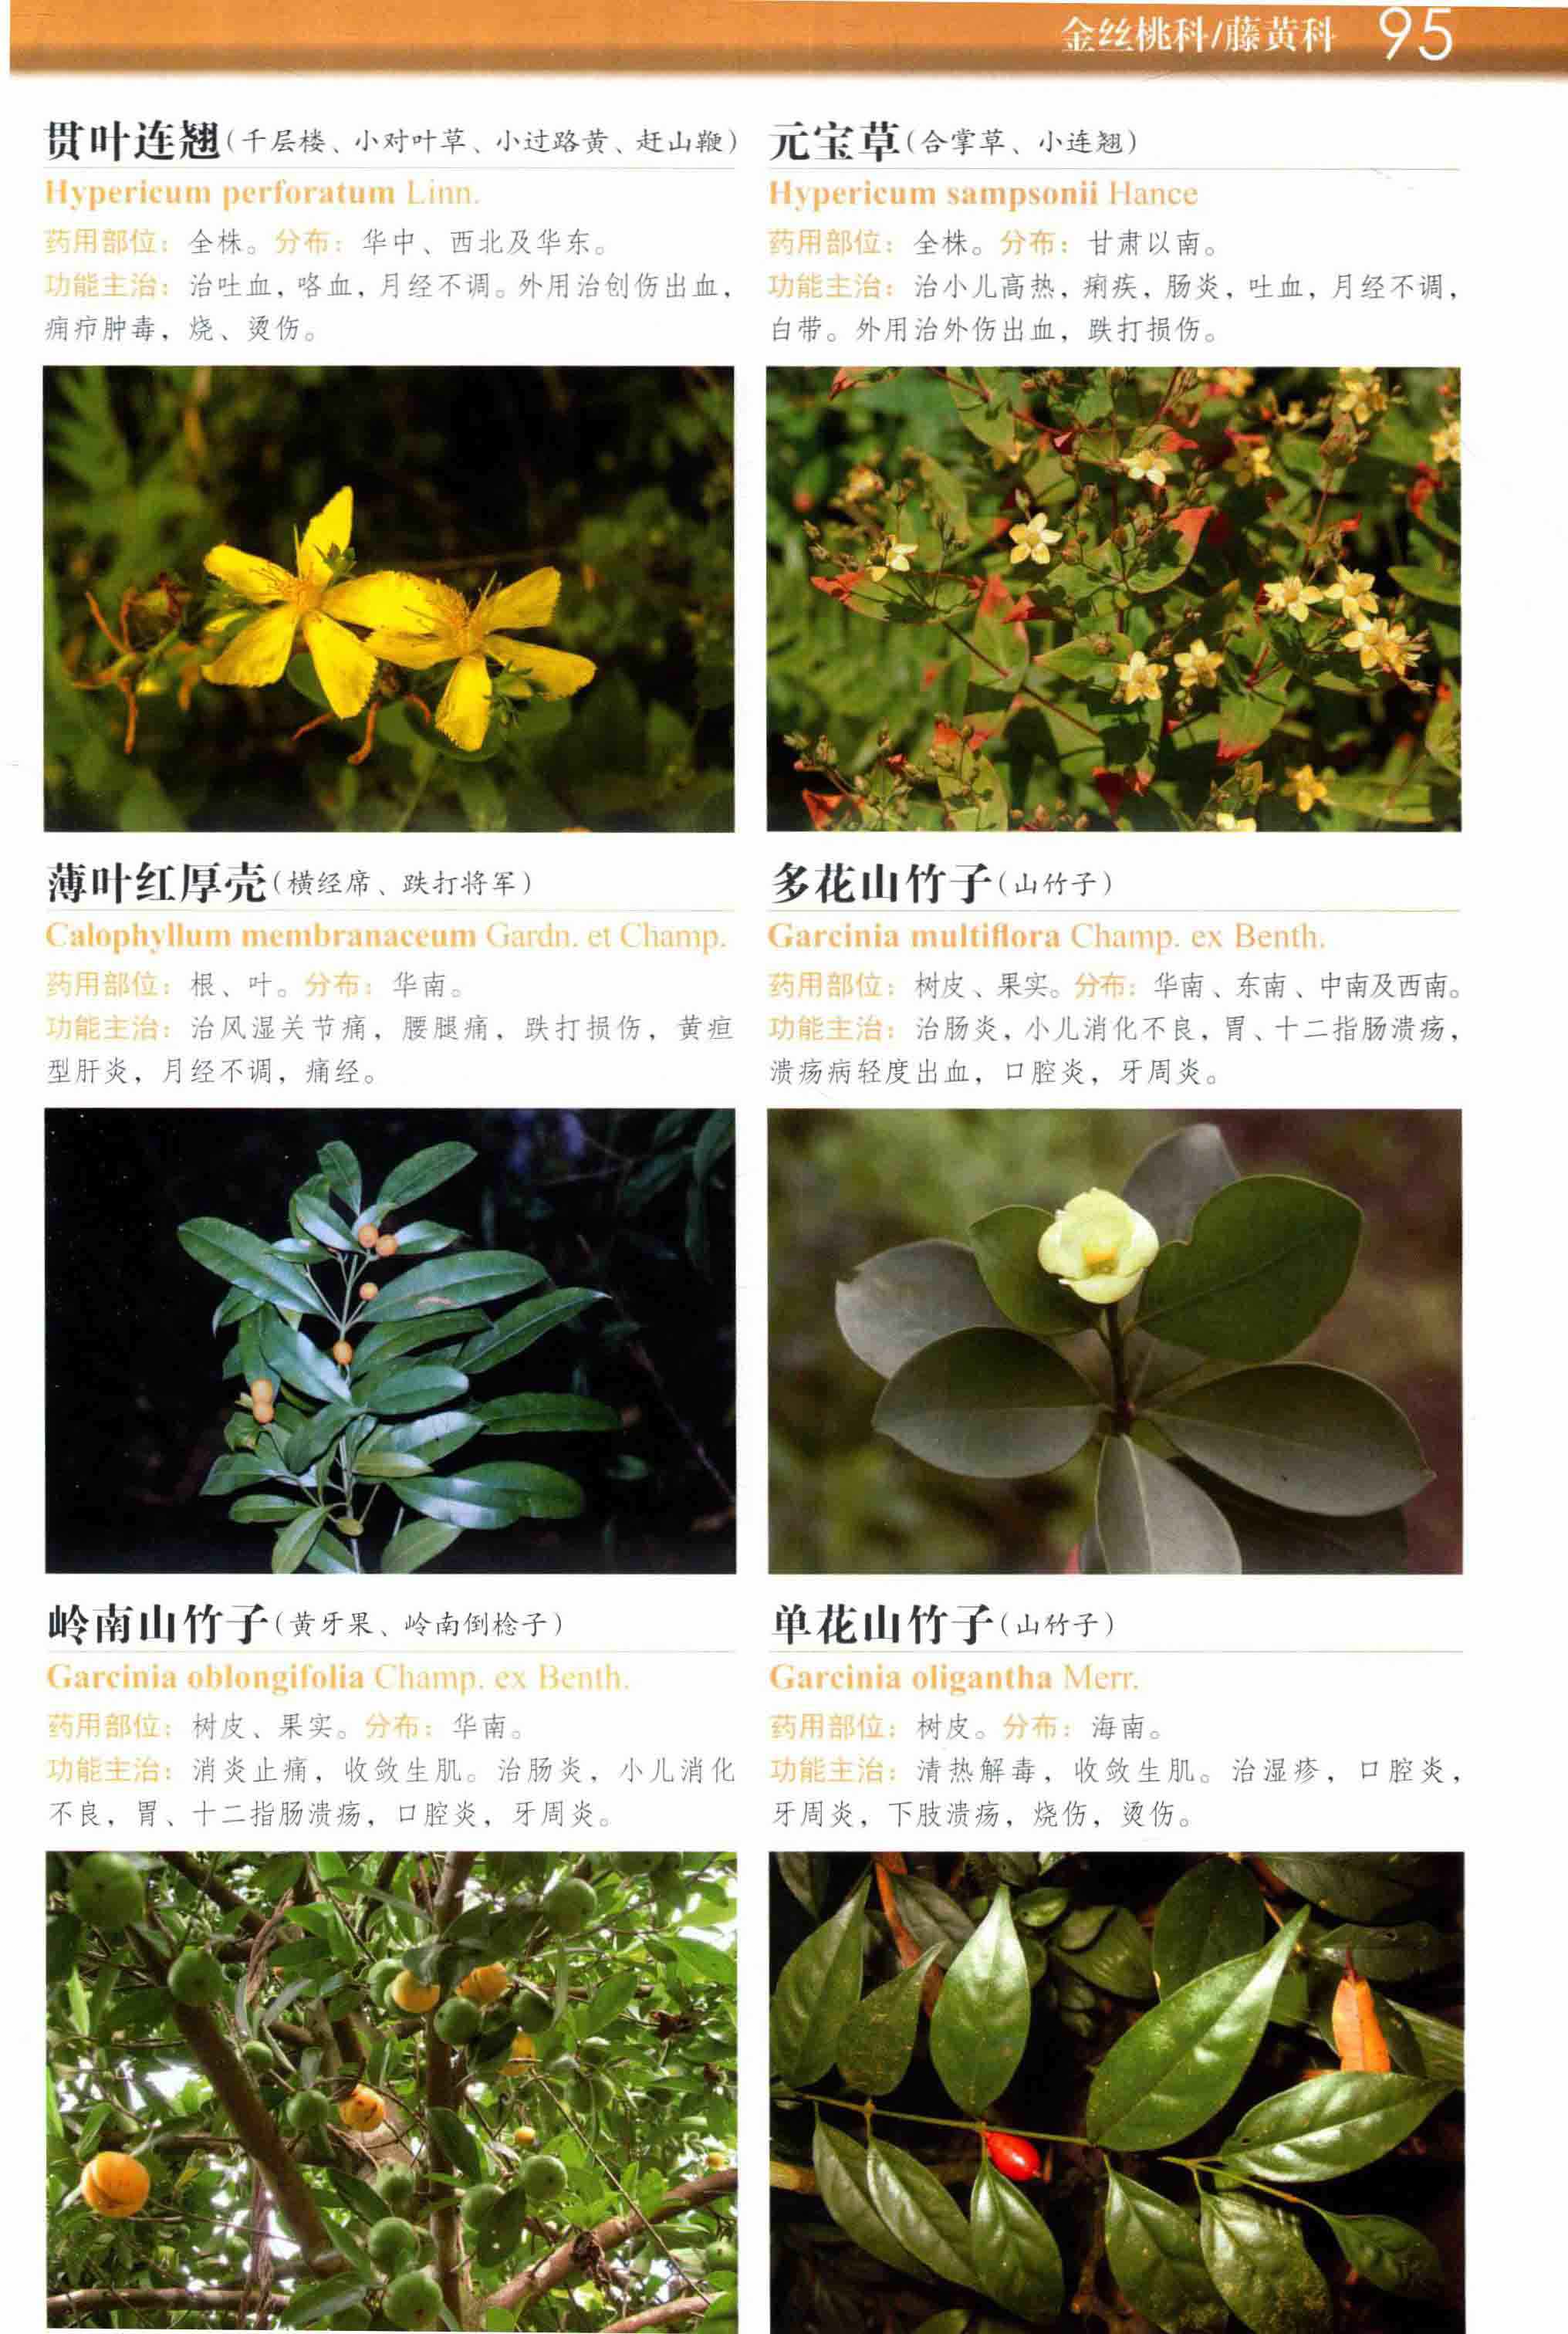 金丝桃科/藤黄科 95
贯叶连翘(千层楼、小对叶草、小过路黄、赶山鞭)
Hypericum perforatum Linn.
药用部位：全株。分布：华中、西北及华东。
功能主治：治吐血，咯血，月经不调。外用治创伤出血，
痈疖肿毒，烧、烫伤。
元宝草(合掌草、小连翘)
Hypericum sampsonii Hance
药用部位：全株。分布：甘肃以南。
功能主治：治小儿高热，痢疾，肠炎，吐血，月经不调，
白带。外用治外伤出血，跌打损伤。
薄叶红厚壳(横经席、跌打将军)
Calophyllum membranaceum Gardn. et Champ.
药用部位：根、叶。分布：华南。
功能主治：治风湿关节痛，腰腿痛，跌打损伤，黄疸
型肝炎，月经不调，痛经。
多花山竹子(山竹子)
Garcinia multiflora Champ. ex Benth.
药用部位：树皮、果实。分布：华南、东南、中南及西南。
功能主治：治肠炎，小儿消化不良，胃、十二指肠溃疡，
溃疡病轻度出血，口腔炎，牙周炎。
岭南山竹子(黄牙果、岭南倒捻子)
Garcinia oblongifolia Champ. ex Benth.
药用部位：树皮、果实。分布：华南。
功能主治：消炎止痛，收敛生肌。治肠炎，小儿消化
不良，胃、十二指肠溃疡，口腔炎，牙周炎。
单花山竹子(山竹子)
Garcinia oligantha Merr.
药用部位：树皮。分布：海南。
功能主治：清热解毒，收敛生肌。治湿疹，口腔炎，
牙周炎，下肢溃疡，烧伤，烫伤。